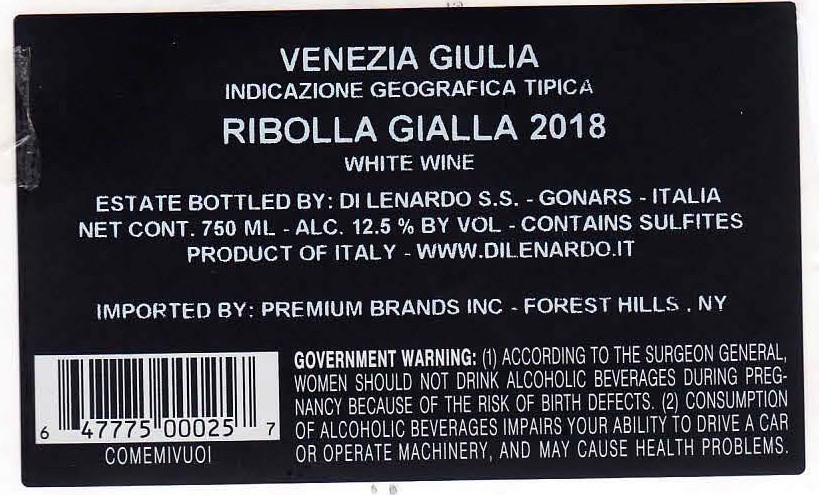 VENEZIA GIULIA
INDICAZIONE GEOGRAFICA TIPICA
RIBOLLA GIALLA 2018
WHITE WINE
ESTATE BOTTLED BY: DI LENARDO S.S. - GONARS - ITALIA
NET CONT. 750 ML - ALC. 12.5 % BY VOL - CONTAINS SULFITES
PRODUCT OF ITALY - WWW.DILENARDO.IT
IMPORTED BY: PREMIUM BRANDS INC - FOREST HILLS . NY
6 47775 00025 7
COMEMIVUOI
GOVERNMENT WARNING: (1) ACCORDING TO THE SURGEON GENERAL,
WOMEN SHOULD NOT DRINK ALCOHOLIC BEVERAGES DURING PREG-
NANCY BECAUSE OF THE RISK OF BIRTH DEFECTS. (2) CONSUMPTION
OF ALCOHOLIC BEVERAGES IMPAIRS YOUR ABILITY TO DRIVE A CAR
OR OPERATE MACHINERY, AND MAY CAUSE HEALTH PROBLEMS.